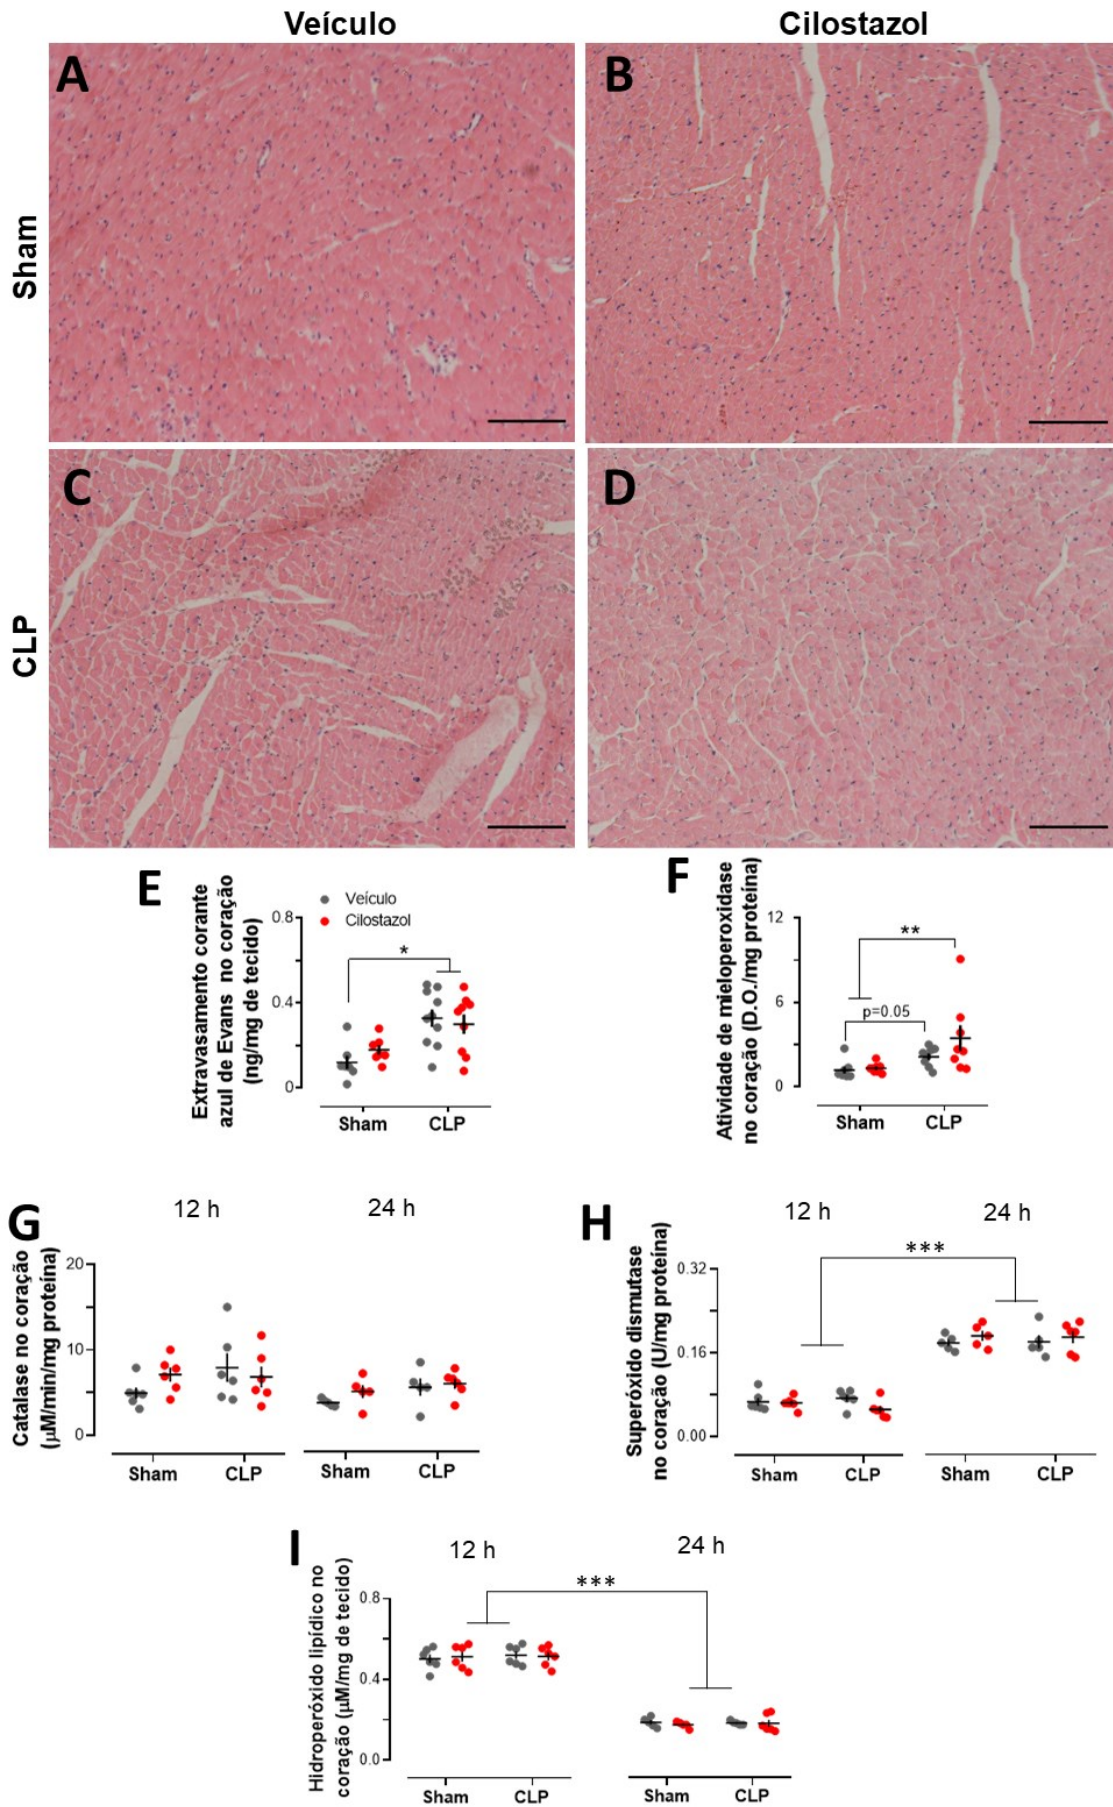 Veículo
Cilostazol
A
B
Sham
C
D
CLP
E
Extravasamento corante
azul de Evans no coração
(ng/mg de tecido)
Veículo
Cilostazol
0.8
0.4
0
*
Sham
CLP
F
Atividade de mieloperoxidase
no coração (D.O./mg proteína)
12
6
0
**
p=0.05
Sham
CLP
G
12 h
24 h
Catalase no coração
(µM/min/mg proteína)
20
10
0
Sham
CLP
Sham
CLP
H
12 h
24 h
Superóxido dismutase
no coração (U/mg proteína)
0.32
0.16
0.00
***
Sham
CLP
Sham
CLP
I
12 h
24 h
Hidroperóxido lipídico no
coração (µM/mg de tecido)
0.8
0.4
0.0
***
Sham
CLP
Sham
CLP